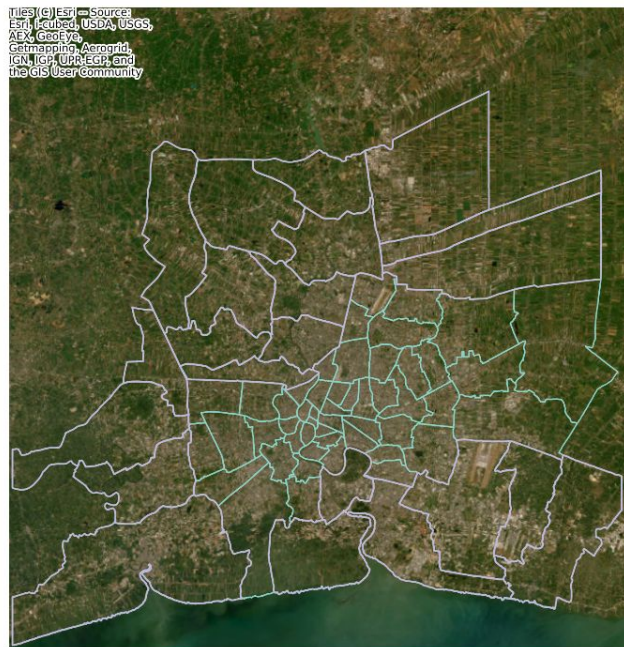 Tiles (C) Esri -- Source:
Esri, i-cubed, USDA, USGS,
AEX, GeoEye,
Getmapping, Aerogrid,
IGN, IGP, UPR-EGP, and
the GIS User Community